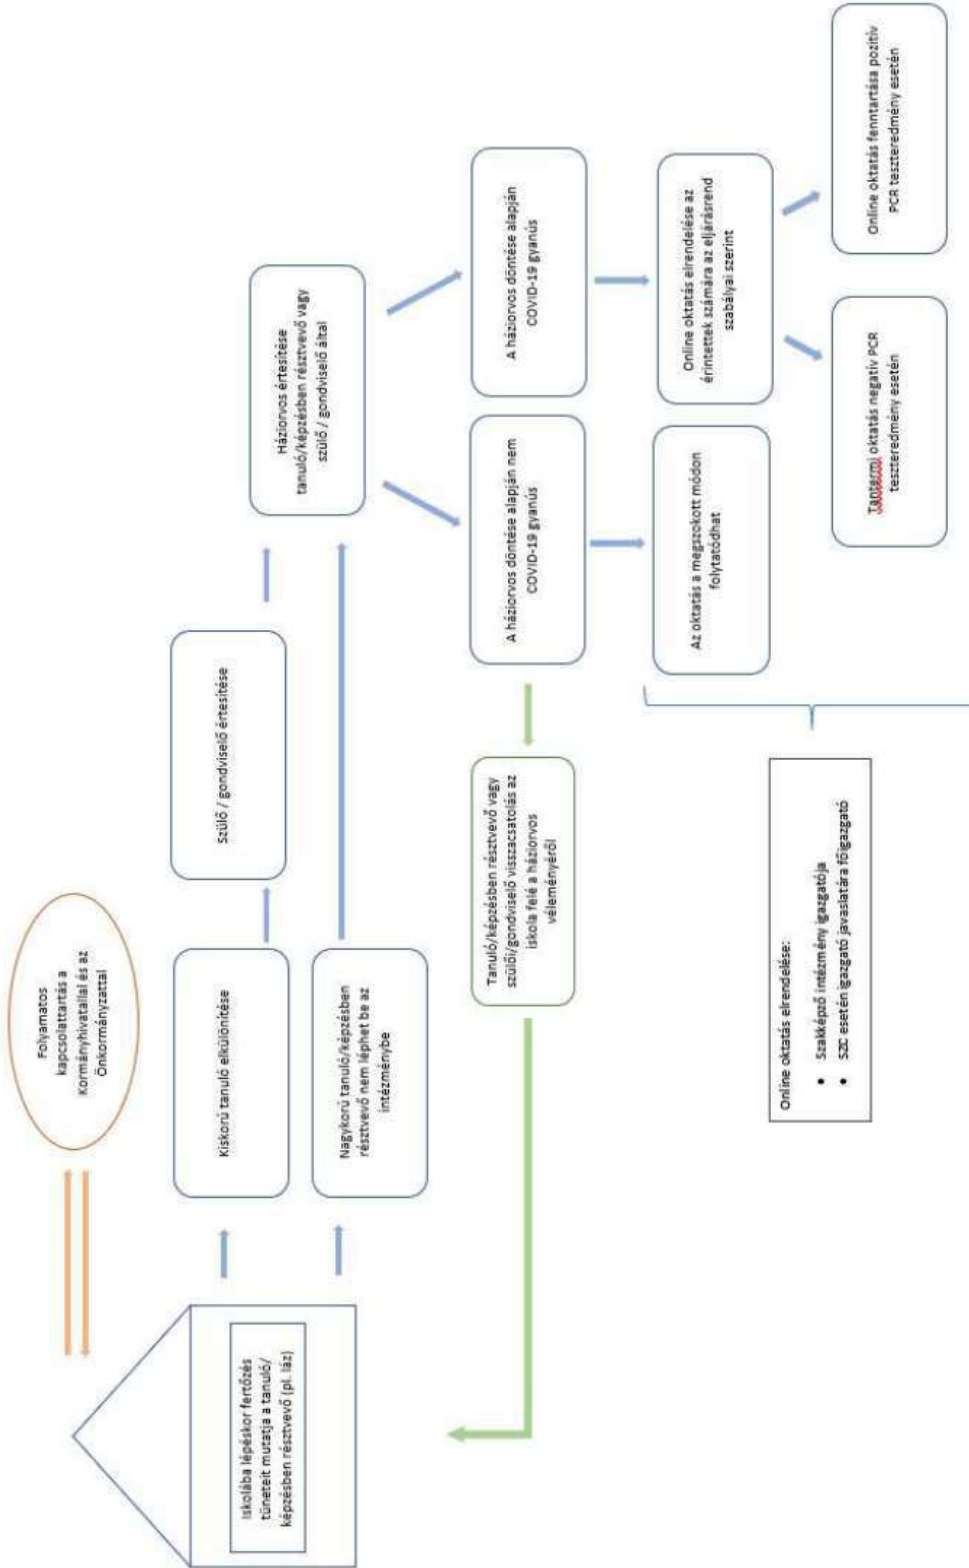 Folyamatos
kapcsolattartás a
Kormányhivatallal és az
Önkormányzattal
Iskolába lépéskor fertőzés
tüneteit mutatja a tanuló/
képzésben résztvevő (pl. láz)
Kiskorú tanuló elkülönítése
Szülő / gondviselő értesítése
Nagykorú tanuló/képzésben
résztvevő nem léphet be az
intézménybe
Háziorvos értesítése
tanuló/képzésben résztvevő vagy
szülő / gondviselő által
Tanuló/képzésben résztvevő vagy
szülői/gondviselő visszacsatolás az
iskola felé a háziorvos
véleményéről
A háziorvos döntése alapján nem
COVID-19 gyanús
A háziorvos döntése alapján
COVID-19 gyanús
Az oktatás a megszokott módon
folytatódhat
Online oktatás elrendelése az
érintettek számára az eljárásrend
szabályai szerint
Online oktatás elrendelése:
• Szakképző intézmény igazgatója
• SZC esetén igazgató javaslatára főigazgató
Tantermi oktatás negatív PCR
teszteredmény esetén
Online oktatás fenntartása pozitív
PCR teszteredmény esetén